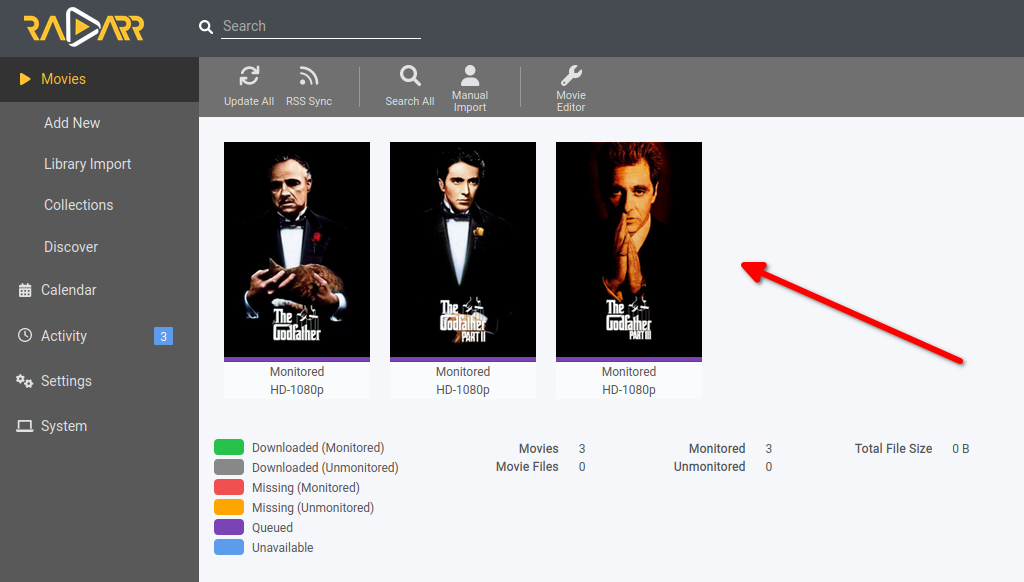 RADARR
Search
Movies
Add New
Library Import
Collections
Discover
Calendar
Activity 3
Settings
System
Update All
RSS Sync
Search All
Manual
Import
Movie
Editor
The
Godfather
Monitored
HD-1080p
The
Godfather
PART II
Monitored
HD-1080p
The
Godfather
PART III
Monitored
HD-1080p
Downloaded (Monitored)
Downloaded (Unmonitored)
Missing (Monitored)
Missing (Unmonitored)
Queued
Unavailable
Movies 3
Movie Files 0
Monitored 3
Unmonitored 0
Total File Size 0 B